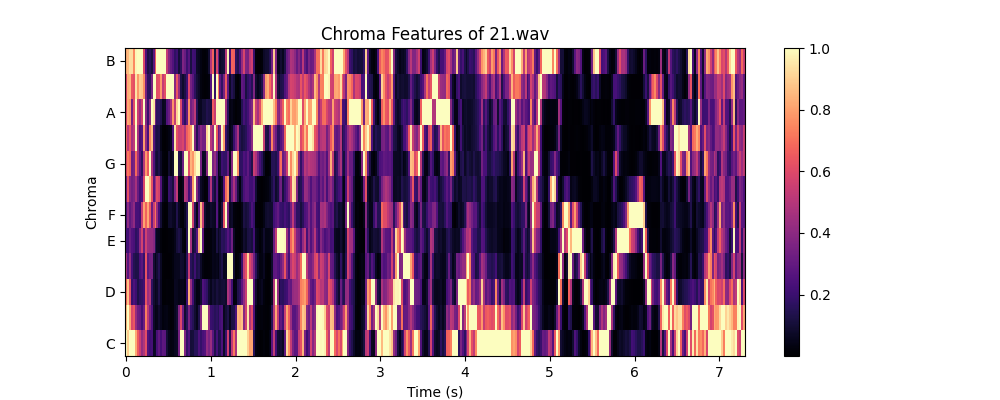 Chroma Features of 21.wav
Chroma
B
A
G
F
E
D
C
0 1 2 3 4 5 6 7
Time (s)
1.0
0.8
0.6
0.4
0.2